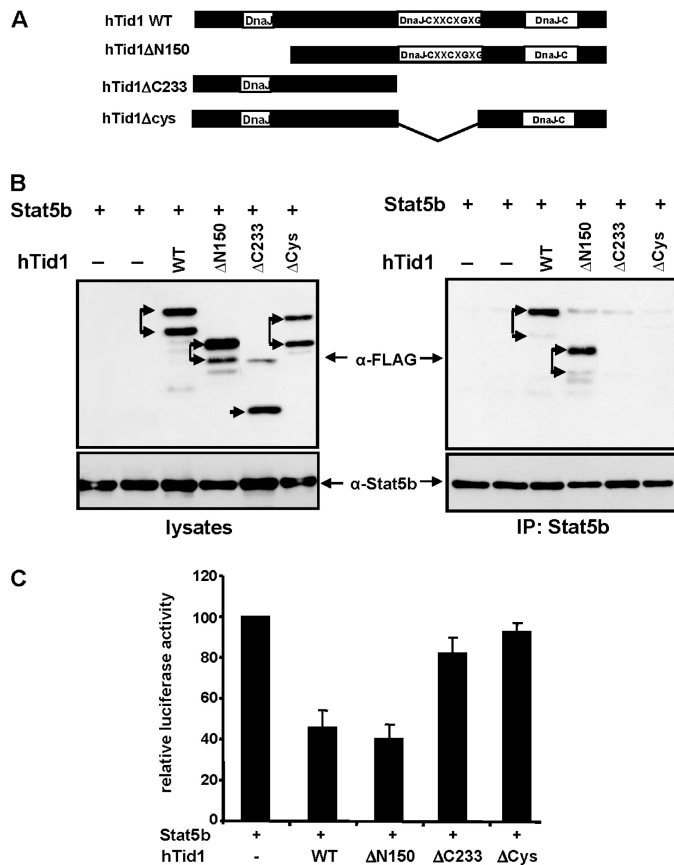 A
hTid1 WT
DnaJ
DnaJ-CXXCXGXG
DnaJ-C
hTid1ΔN150
DnaJ-CXXCXGXG
DnaJ-C
hTid1ΔC233
DnaJ
hTid1Δcys
DnaJ
DnaJ-C
B
Stat5b + + + + + +
hTid1 – – WT ΔN150 ΔC233 ΔCys
Stat5b + + + + + +
hTid1 – – WT ΔN150 ΔC233 ΔCys
α-FLAG
α-Stat5b
lysates
IP: Stat5b
C
relative luciferase activity
120
100
80
60
40
20
0
Stat5b + + + + +
hTid1 - WT ΔN150 ΔC233 ΔCys